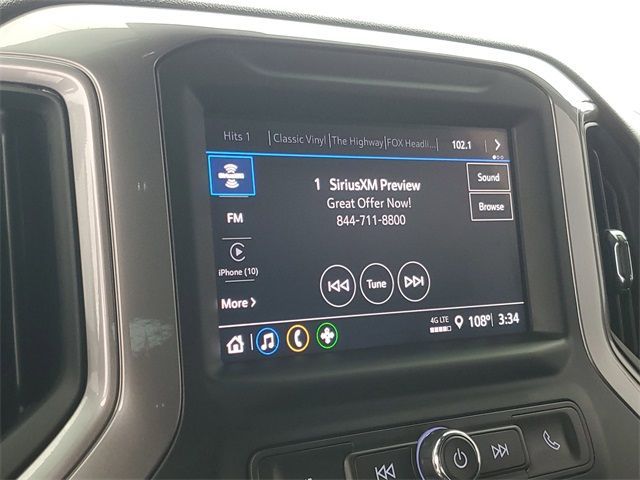 Hits 1 Classic Vinyl The Highway FOX Headli... 102.1
1 SiriusXM Preview
Great Offer Now!
844-711-8800
Sound
Browse
FM
iPhone (10)
More
Tune
4G LTE 108° 3:34